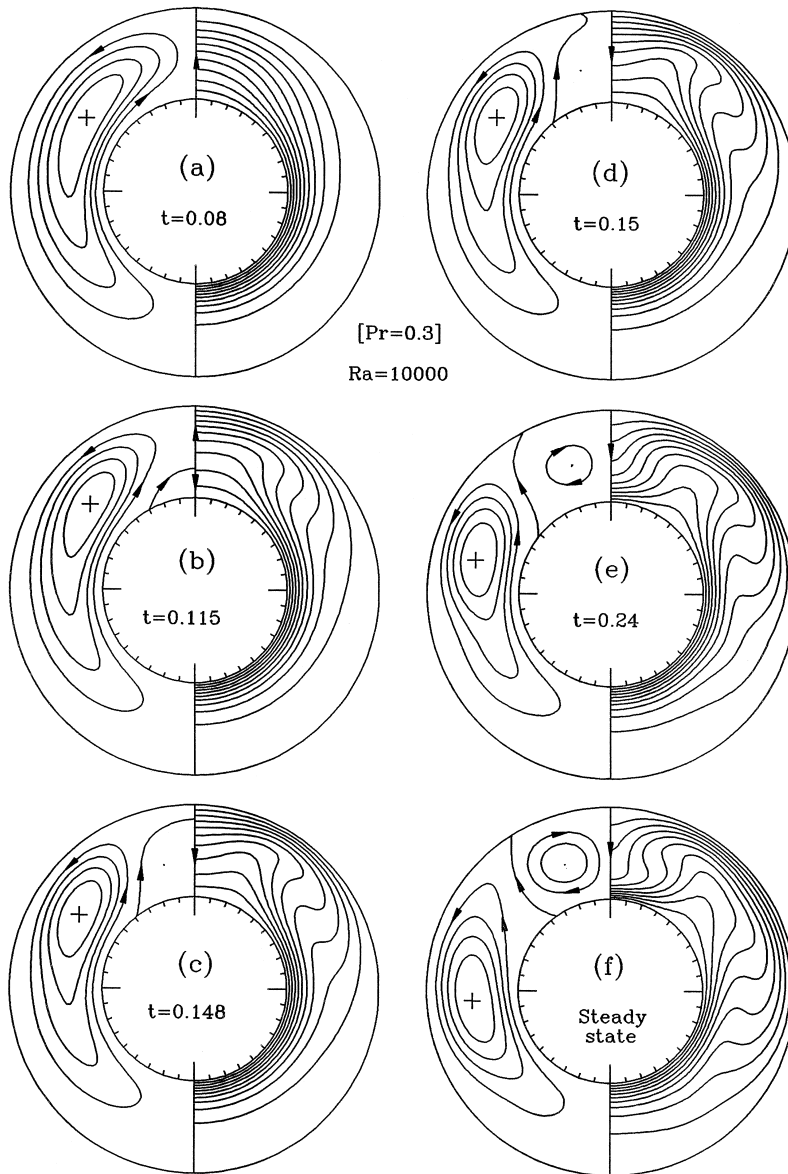 (a)
t=0.08
(d)
t=0.15
[Pr=0.3]
Ra=10000
(b)
t=0.115
(e)
t=0.24
(c)
t=0.148
(f)
Steady
state